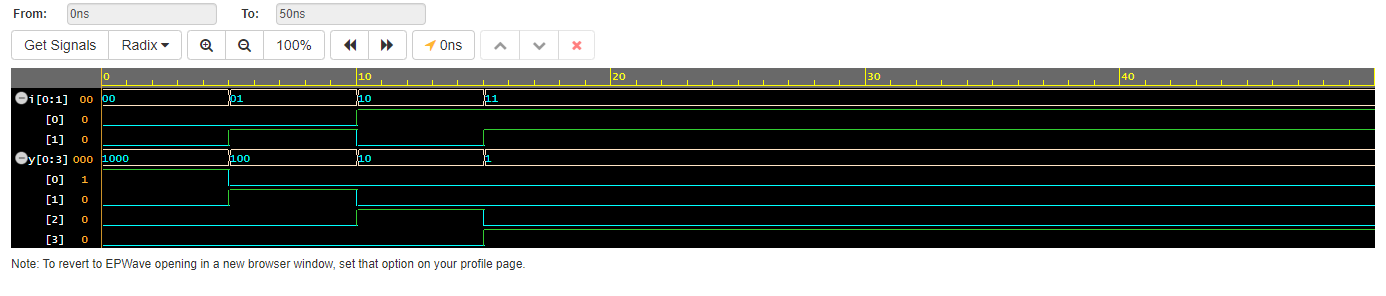 From: 0ns To: 50ns
Get Signals Radix 100% 0ns
0 10 20 30 40
i[0:1] 00 00 01 10 11
[0] 0
[1] 0
y[0:3] 000 1000 100 10 1
[0] 1
[1] 0
[2] 0
[3] 0
Note: To revert to EPWave opening in a new browser window, set that option on your profile page.